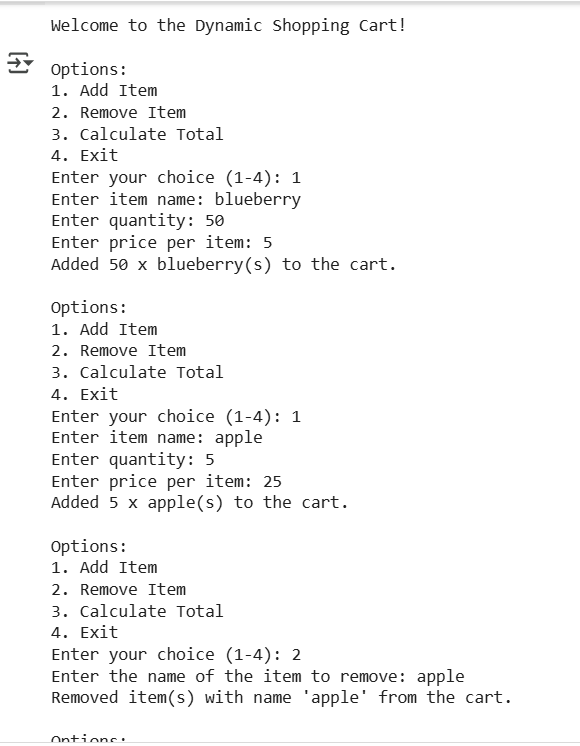 Welcome to the Dynamic Shopping Cart!
Options:
1. Add Item
2. Remove Item
3. Calculate Total
4. Exit
Enter your choice (1-4): 1
Enter item name: blueberry
Enter quantity: 50
Enter price per item: 5
Added 50 x blueberry(s) to the cart.
Options:
1. Add Item
2. Remove Item
3. Calculate Total
4. Exit
Enter your choice (1-4): 1
Enter item name: apple
Enter quantity: 5
Enter price per item: 25
Added 5 x apple(s) to the cart.
Options:
1. Add Item
2. Remove Item
3. Calculate Total
4. Exit
Enter your choice (1-4): 2
Enter the name of the item to remove: apple
Removed item(s) with name 'apple' from the cart.
Options: